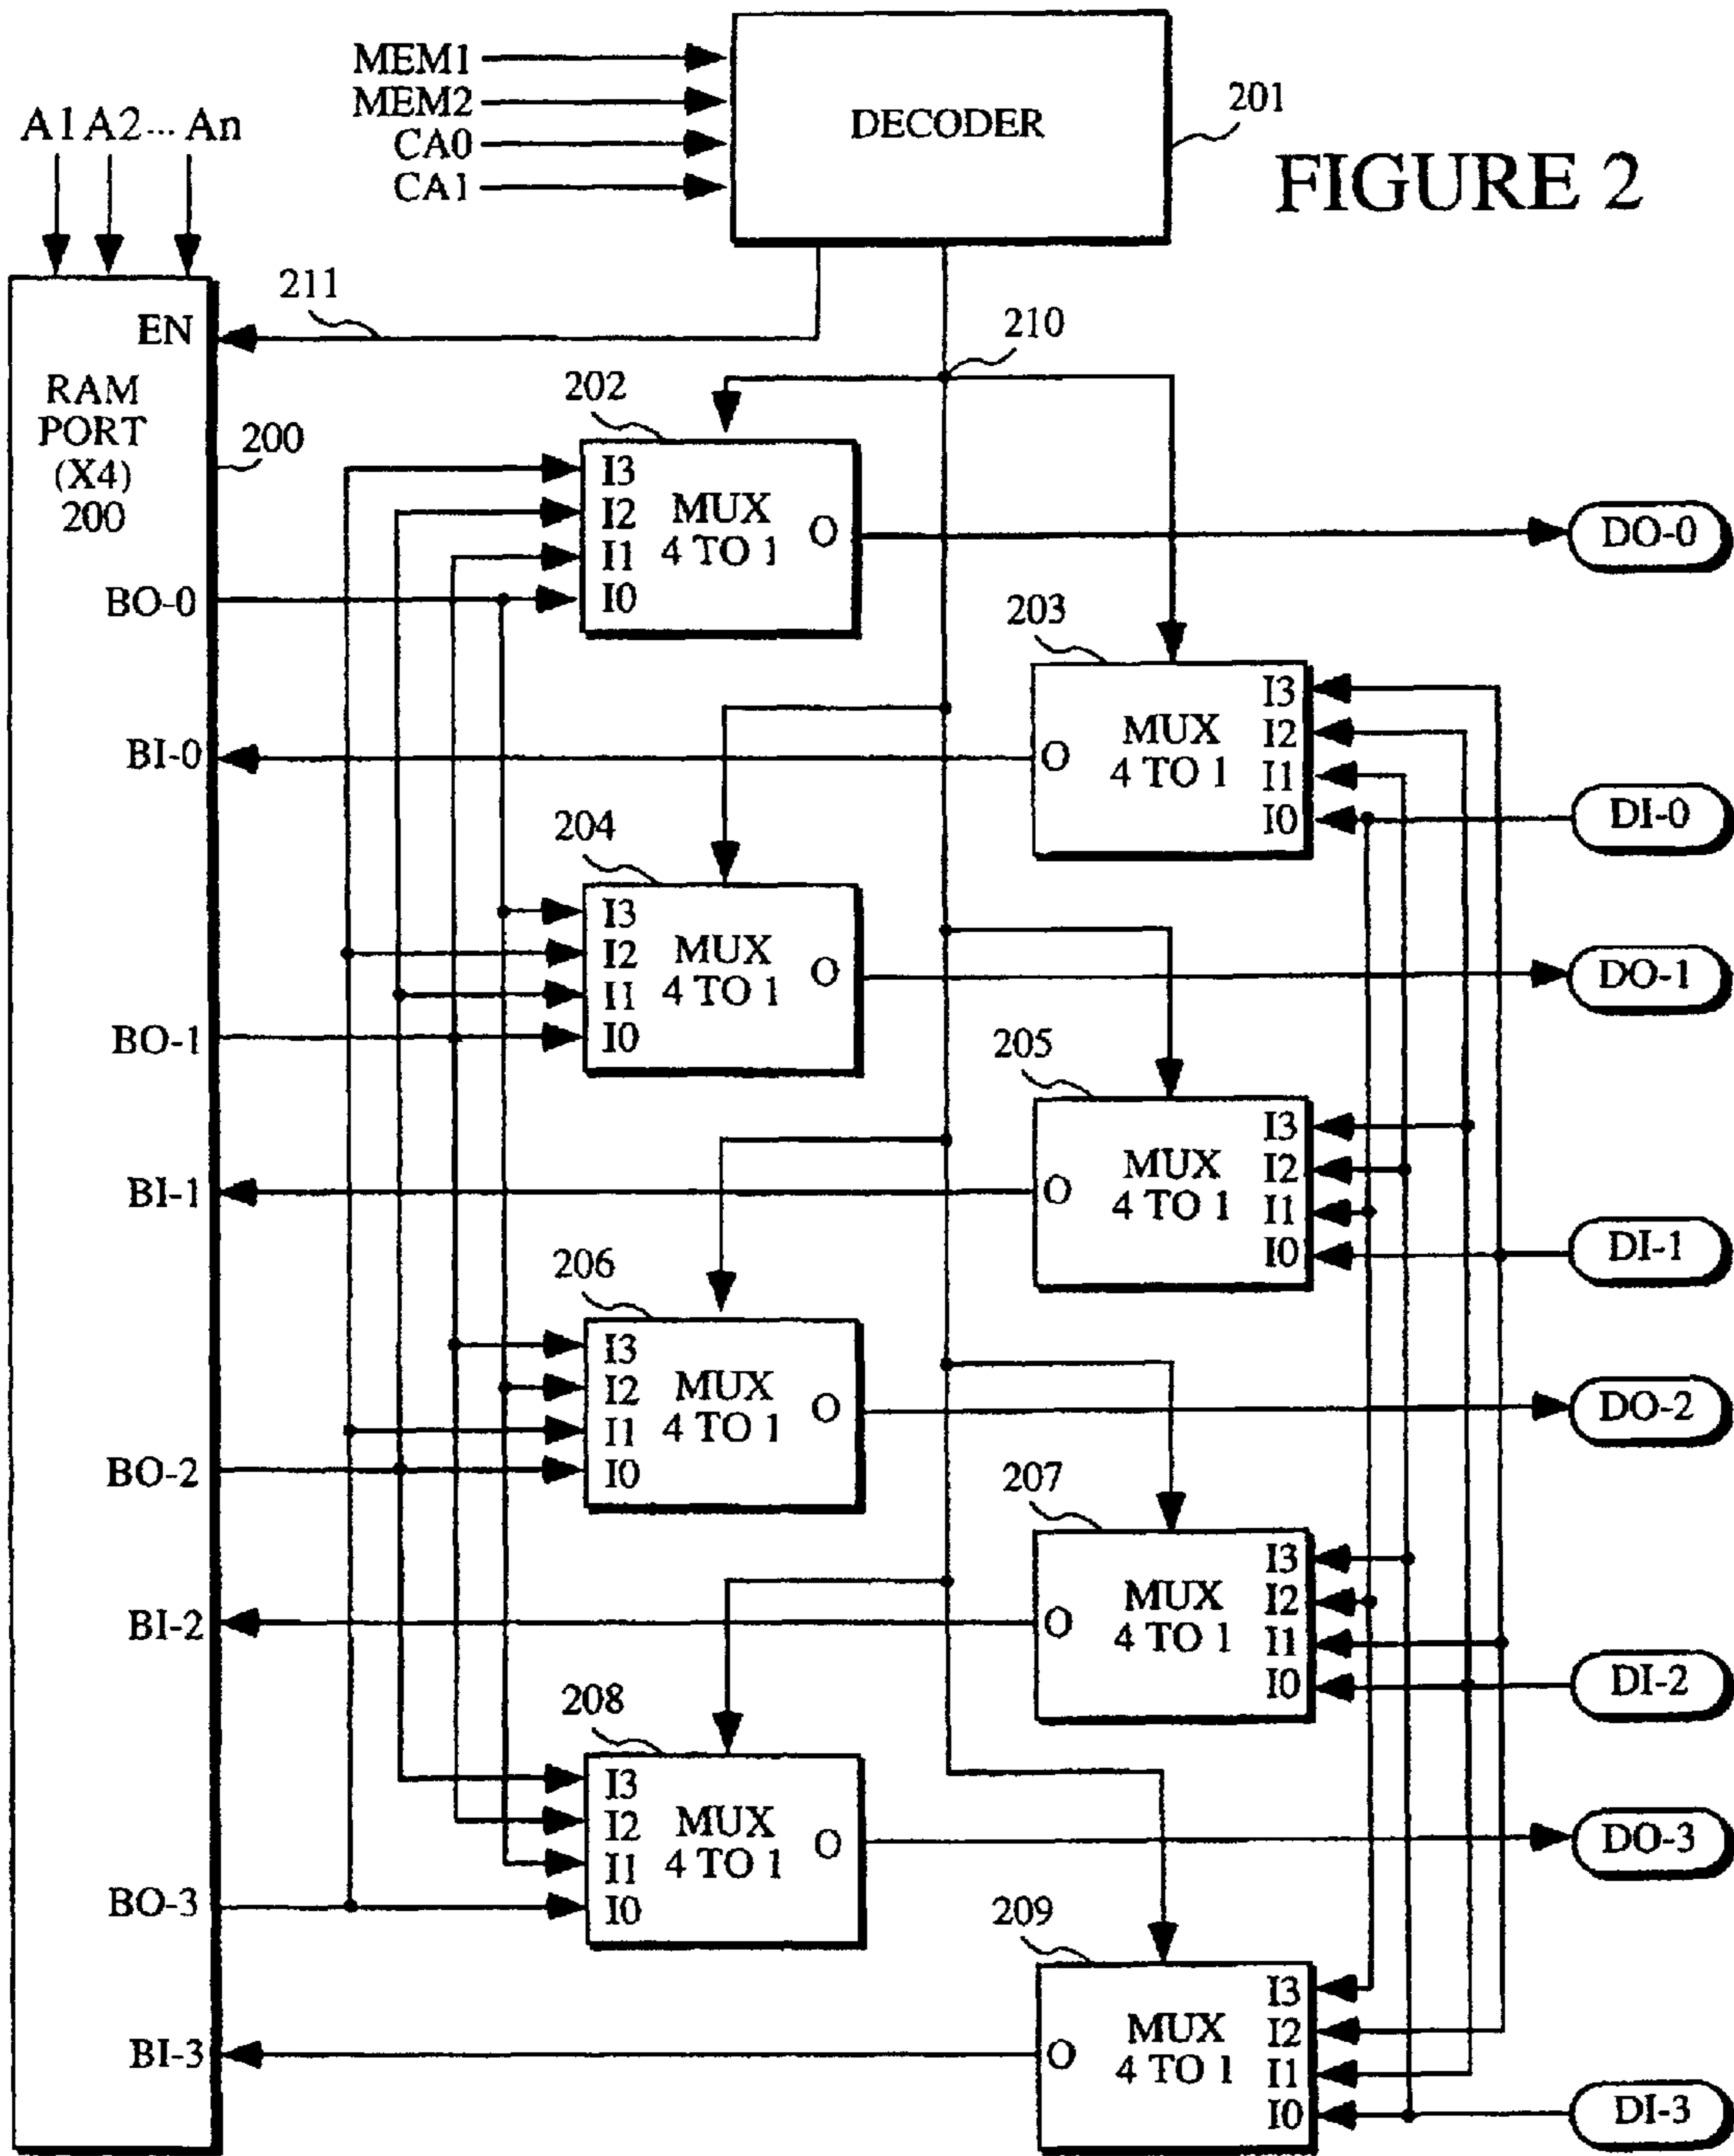 MEM1
MEM2
CA0
CA1
DECODER
201
FIGURE 2
A1 A2 ... An
211
EN
210
RAM
PORT
(X4)
200
200
202
I3
I2
I1
I0
MUX
4 TO 1
O
DO-0
BO-0
203
I3
I2
I1
I0
MUX
4 TO 1
O
BI-0
DI-0
204
I3
I2
I1
I0
MUX
4 TO 1
O
DO-1
BO-1
205
I3
I2
I1
I0
MUX
4 TO 1
O
BI-1
DI-1
206
I3
I2
I1
I0
MUX
4 TO 1
O
DO-2
BO-2
207
I3
I2
I1
I0
MUX
4 TO 1
O
BI-2
DI-2
208
I3
I2
I1
I0
MUX
4 TO 1
O
DO-3
BO-3
209
I3
I2
I1
I0
MUX
4 TO 1
O
BI-3
DI-3